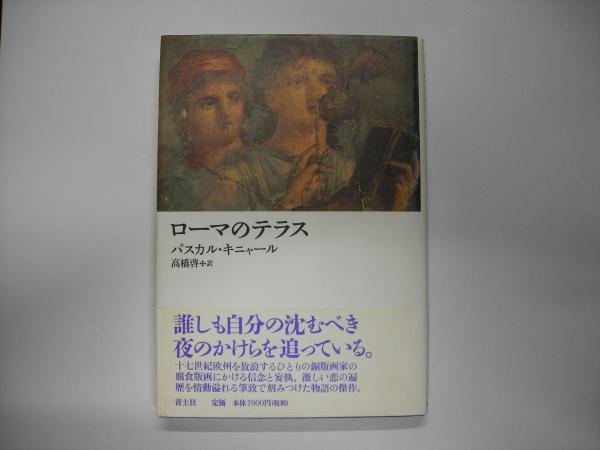 ローマのテラス
パスカル・キニャール
高橋啓✢訳
誰しも自分の沈むべき
夜のかけらを追っている。
十七世紀欧州を放浪するひとりの銅版画家の
腐食版画にかける信念と妄執、激しい恋の遍
歴を情動溢れる筆致で刻みつけた物語の傑作。
青土社 定価 本体1900円(税別)